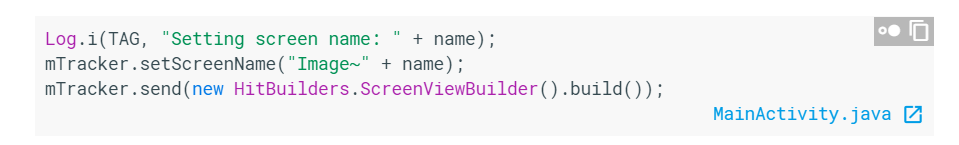 Log.i(TAG, "Setting screen name: " + name);
mTracker.setScreenName("Image~" + name);
mTracker.send(new HitBuilders.ScreenViewBuilder().build());
MainActivity.java